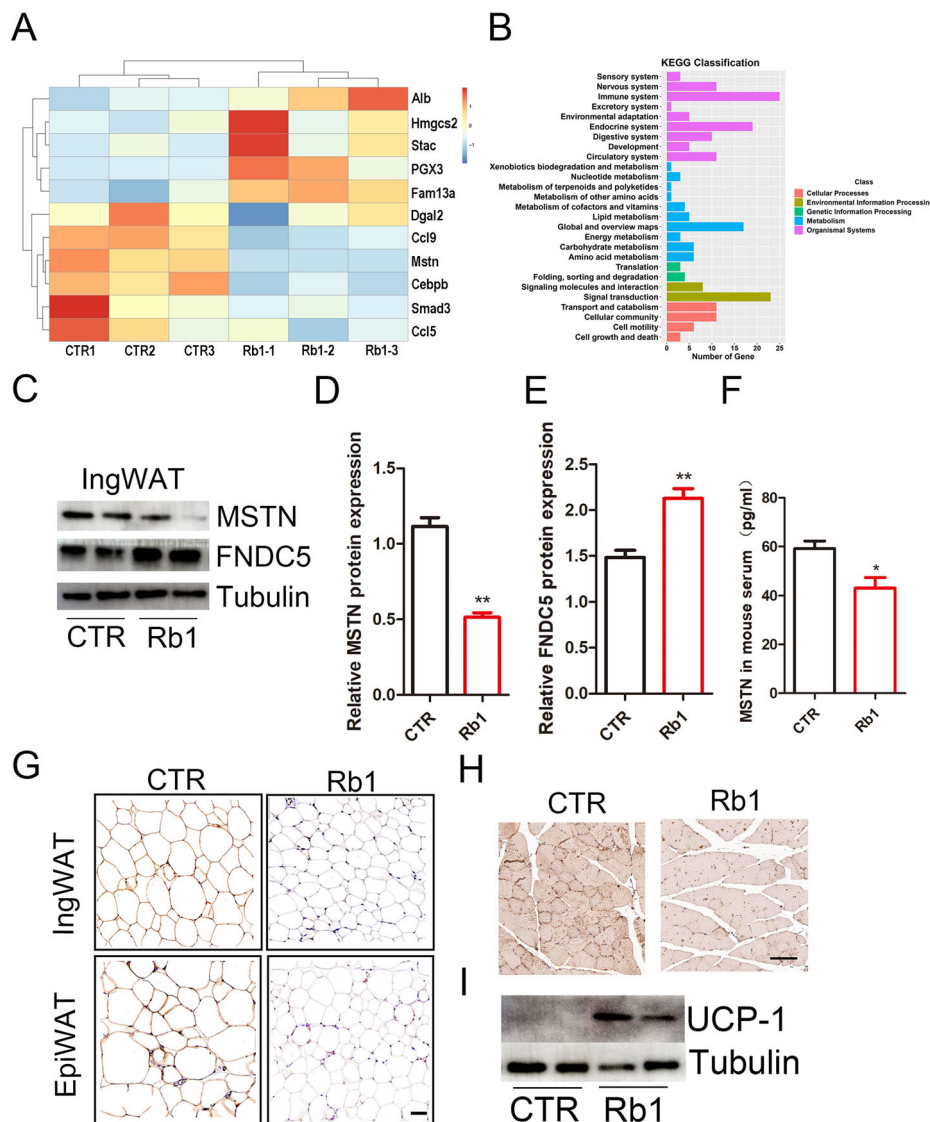 A
Alb
Hmgcs2
Stac
PGX3
Fam13a
Dgal2
Ccl9
Mstn
Cebpb
Smad3
Ccl5
1
0
-1
CTR1 CTR2 CTR3 Rb1-1 Rb1-2 Rb1-3
B
KEGG Classification
Sensory system
Nervous system
Immune system
Excretory system
Environmental adaptation
Endocrine system
Digestive system
Development
Circulatory system
Xenobiotics biodegradation and metabolism
Nucleotide metabolism
Metabolism of terpenoids and polyketides
Metabolism of other amino acids
Metabolism of cofactors and vitamins
Lipid metabolism
Global and overview maps
Energy metabolism
Carbohydrate metabolism
Amino acid metabolism
Translation
Folding, sorting and degradation
Signaling molecules and interaction
Signal transduction
Transport and catabolism
Cellular community
Cell motility
Cell growth and death
0 5 10 15 20 25
Number of Gene
Class
Cellular Processes
Environmental Information Processin
Genetic Information Processing
Metabolism
Organismal Systems
C
IngWAT
MSTN
FNDC5
Tubulin
CTR Rb1
D
Relative MSTN protein expression
1.5
1.0
0.5
0.0
**
CTR Rb1
E
Relative FNDC5 protein expression
2.5
2.0
1.5
1.0
0.5
0.0
**
CTR Rb1
F
MSTN in mouse serum (pg/ml)
80
60
40
20
0
*
CTR Rb1
G
CTR Rb1
IngWAT
EpiWAT
H
CTR Rb1
I
UCP-1
Tubulin
CTR Rb1